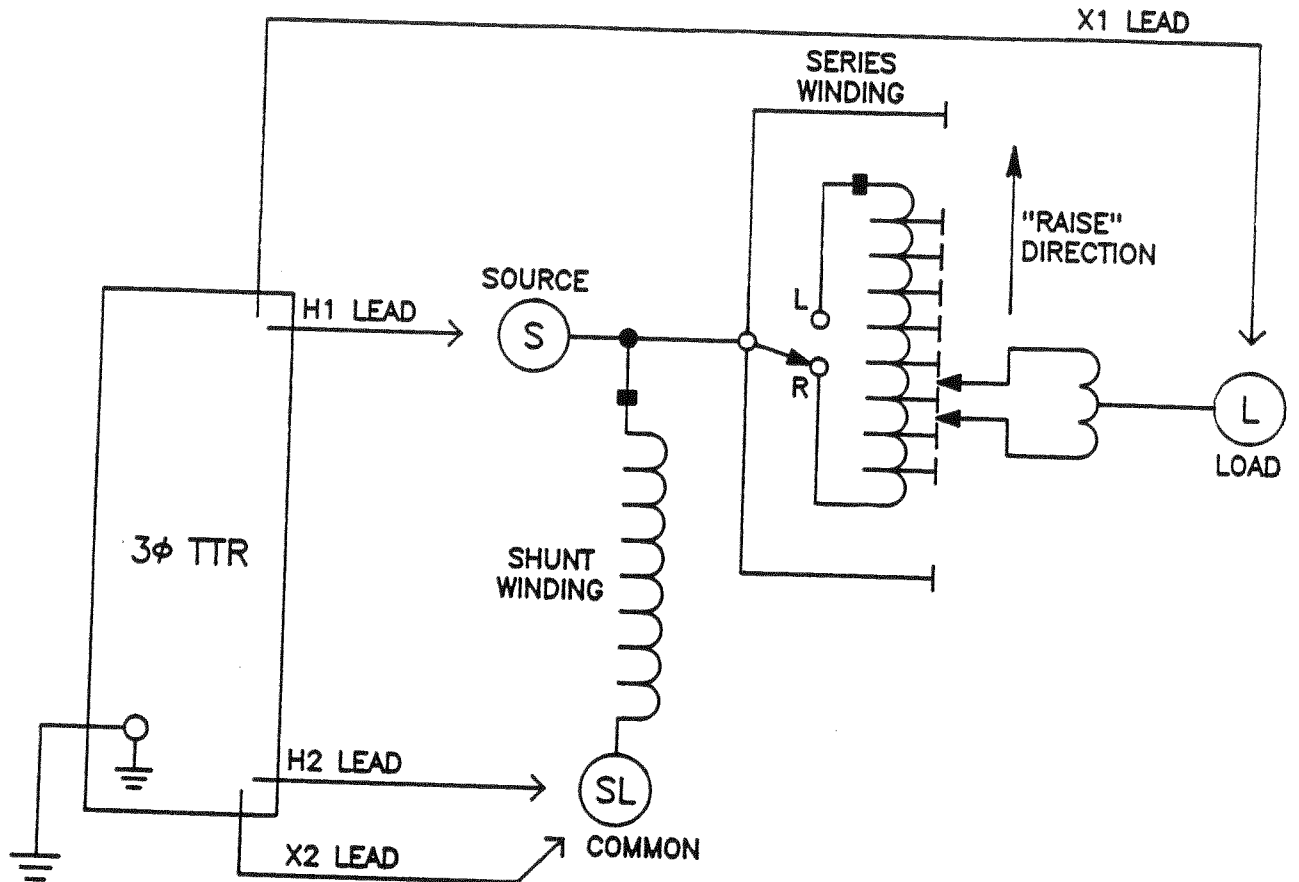 X1 LEAD
SERIES
WINDING
"RAISE"
DIRECTION
SOURCE
H1 LEAD
S
L
R
L
LOAD
3ϕ TTR
SHUNT
WINDING
H2 LEAD
SL
COMMON
X2 LEAD